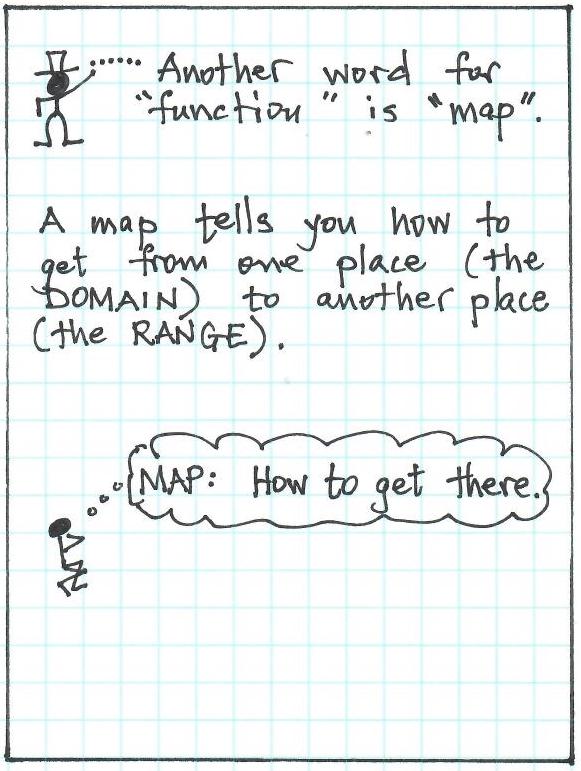 Another word for
"function" is "map".
A map tells you how to
get from one place (the
DOMAIN) to another place
(the RANGE).
MAP: How to get there.